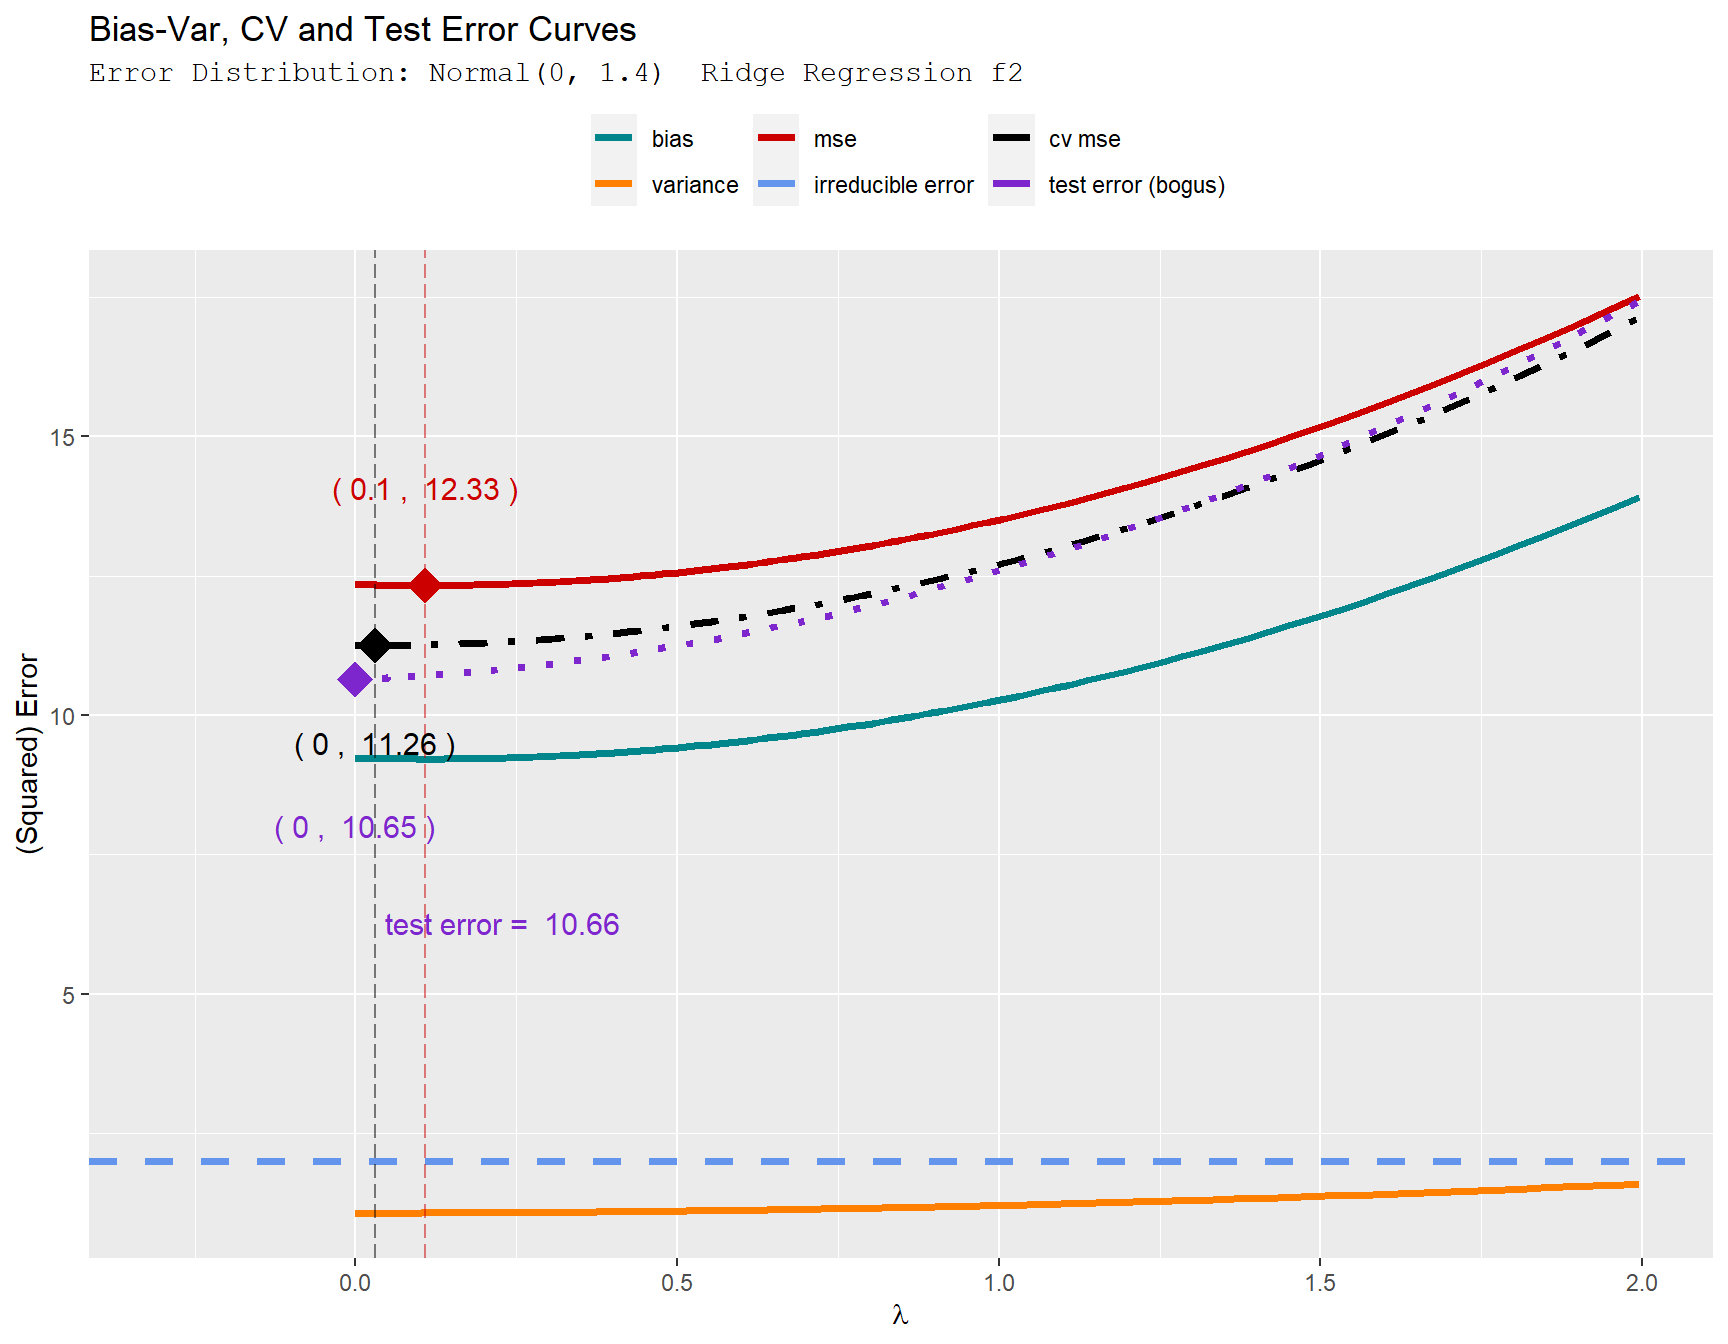 Bias-Var, CV and Test Error Curves
Error Distribution: Normal(0, 1.4)  Ridge Regression f2
bias
mse
cv mse
variance
irreducible error
test error (bogus)
(Squared) Error
15
10
5
( 0.1 ,  12.33 )
( 0 ,  11.26 )
( 0 ,  10.65 )
test error =  10.66
0.0
0.5
1.0
1.5
2.0
λ